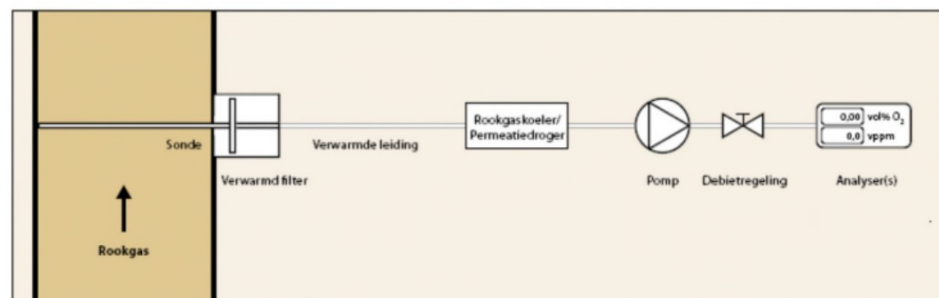 Rookgaskoeler/
Permeatiedroger
0,00 vol% O2
0,0 vppm
Sonde
Verwarmde leiding
Verwarmd filter
Pomp
Debietregeling
Analyser(s)
Rookgas